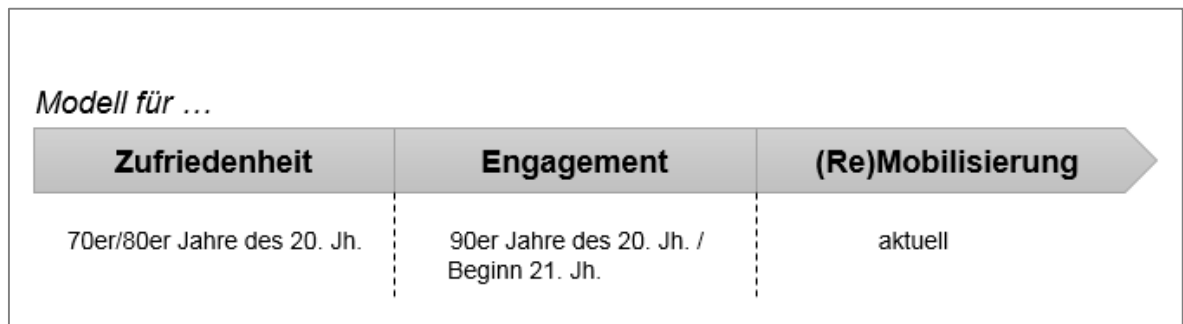 Modell für …
Zufriedenheit
Engagement
(Re)Mobilisierung
70er/80er Jahre des 20. Jh.
90er Jahre des 20. Jh. /
Beginn 21. Jh.
aktuell